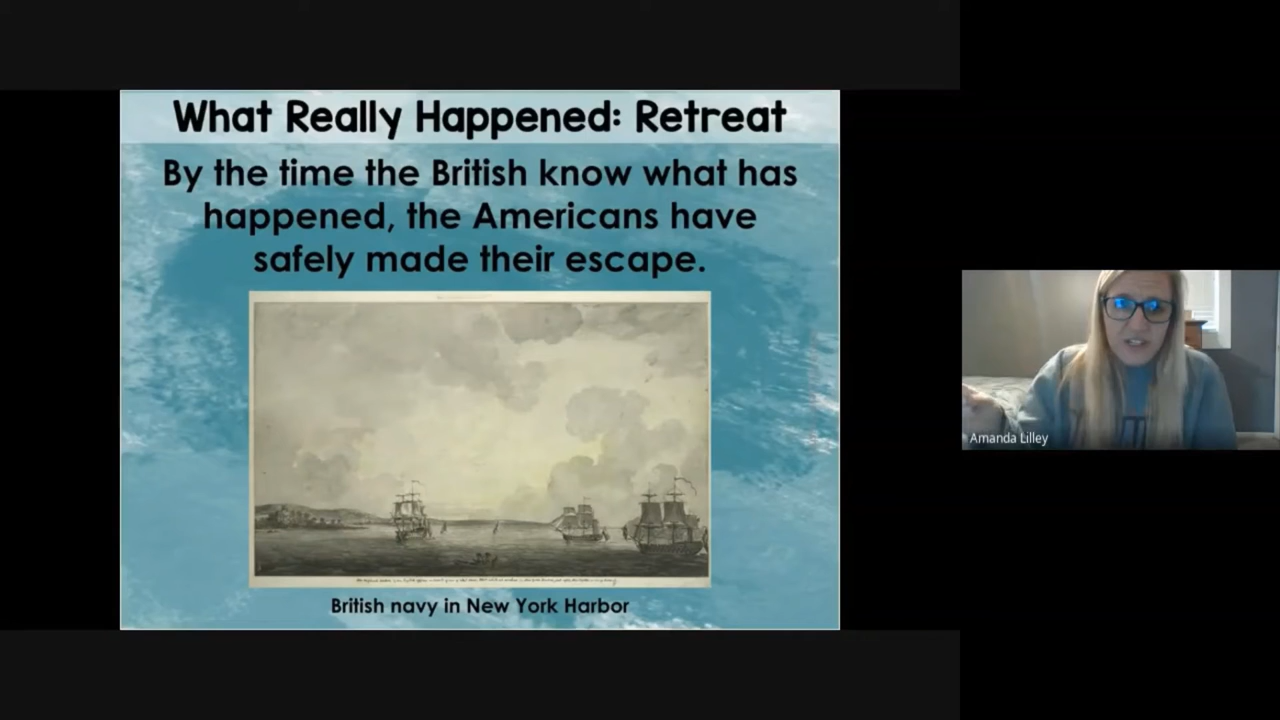 What Really Happened: Retreat
By the time the British know what has
happened, the Americans have
safely made their escape.
British navy in New York Harbor
Amanda Lilley